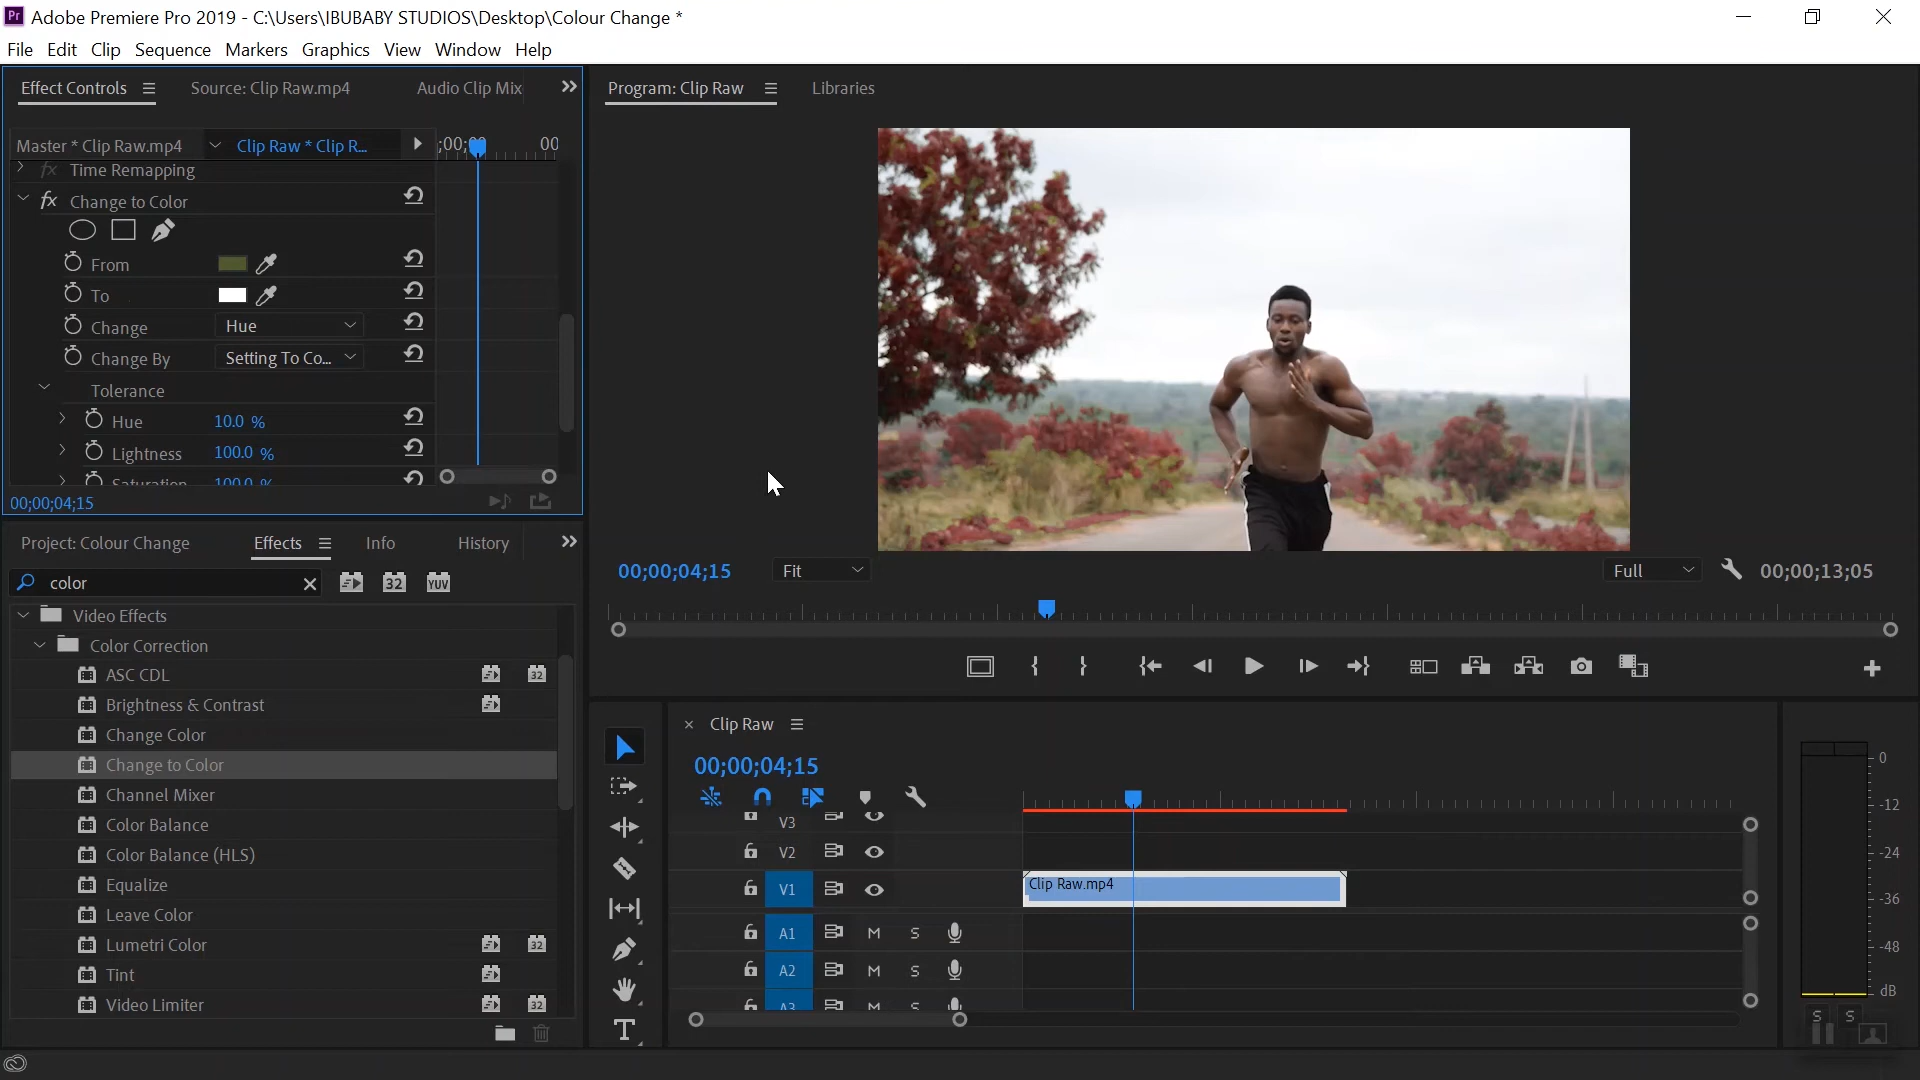 Adobe Premiere Pro 2019 - C:\Users\IBUBABY STUDIOS\Desktop\Colour Change *
File Edit Clip Sequence Markers Graphics View Window Help
Effect Controls Source: Clip Raw.mp4 Audio Clip Mix
Program: Clip Raw Libraries
Master * Clip Raw.mp4 Clip Raw * Clip R... ;00;00 00
fx Time Remapping
fx Change to Color
From
To
Change Hue
Change By Setting To Co...
Tolerance
Hue 10.0 %
Lightness 100.0 %
Saturation 100.0 %
00;00;04;15
00;00;04;15 Fit Full 00;00;13;05
Project: Colour Change Effects Info History
color 32 YUV
Video Effects
Color Correction
ASC CDL 32
Brightness & Contrast
Change Color
Change to Color
Channel Mixer
Color Balance
Color Balance (HLS)
Equalize
Leave Color
Lumetri Color 32
Tint
Video Limiter 32
Clip Raw
00;00;04;15
V3
V2
V1 Clip Raw.mp4
A1 M S
A2 M S
A3 M S
0
-12
-24
-36
-48
dB
S S